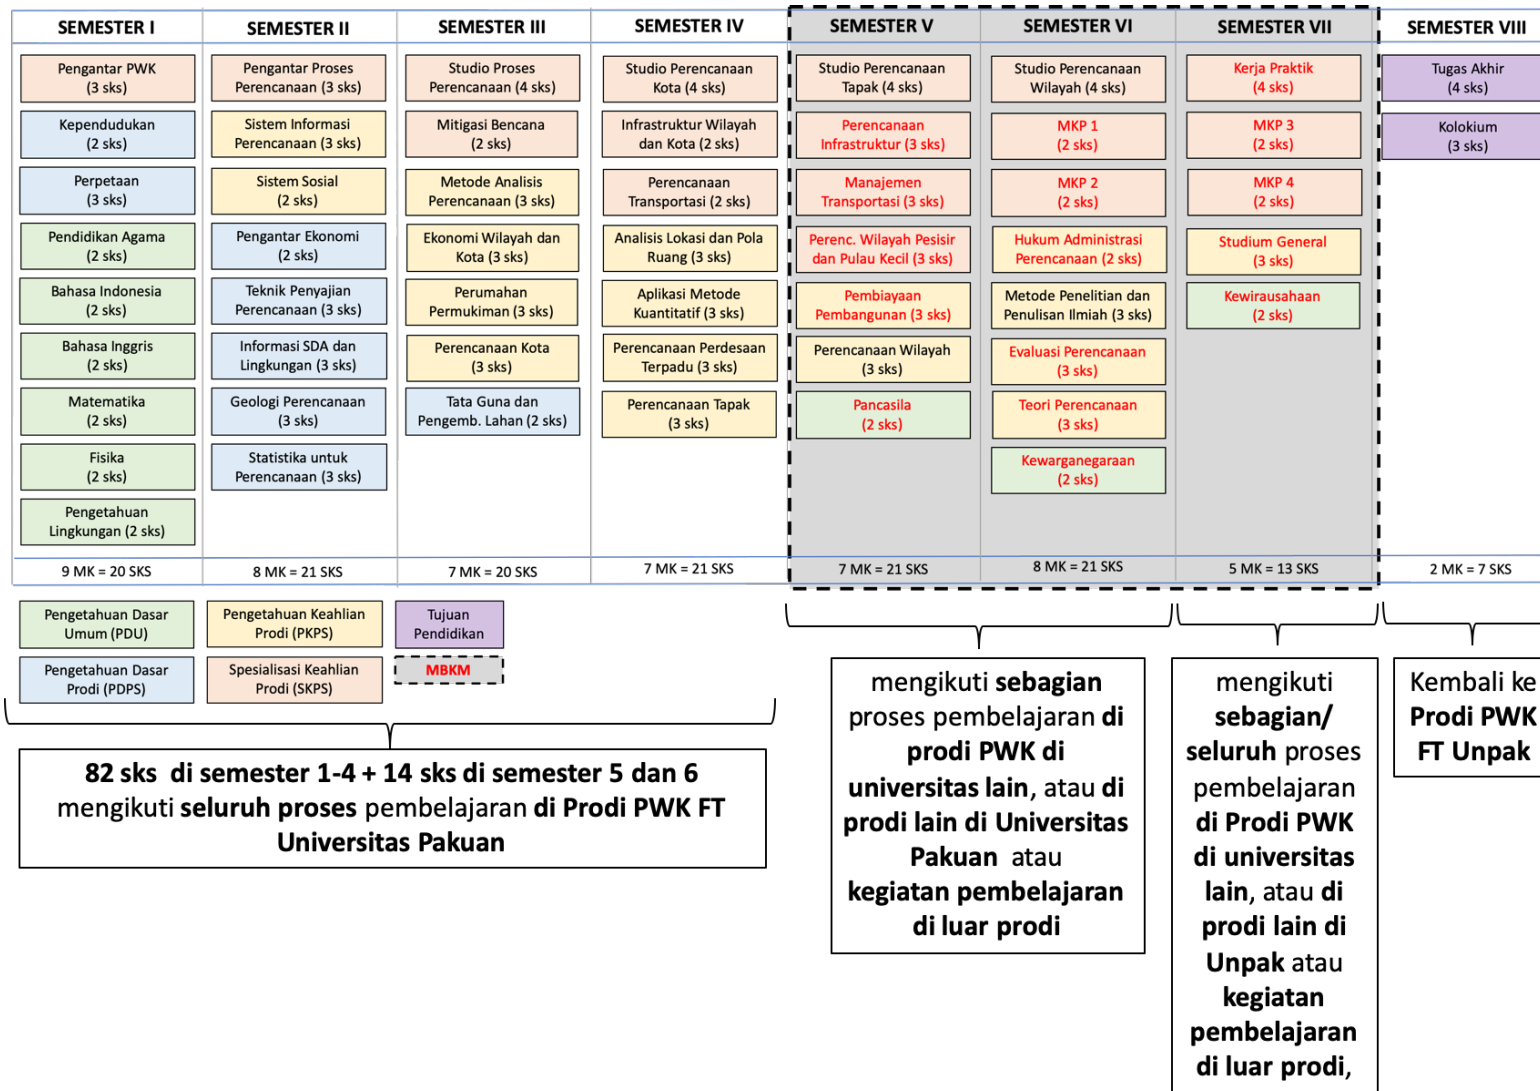 SEMESTER I
SEMESTER II
SEMESTER III
SEMESTER IV
SEMESTER V
SEMESTER VI
SEMESTER VII
SEMESTER VIII
Pengantar PWK
(3 sks)
Kependudukan
(2 sks)
Perpetaan
(3 sks)
Pendidikan Agama
(2 sks)
Bahasa Indonesia
(2 sks)
Bahasa Inggris
(2 sks)
Matematika
(2 sks)
Fisika
(2 sks)
Pengetahuan
Lingkungan (2 sks)
Pengantar Proses
Perencanaan (3 sks)
Sistem Informasi
Perencanaan (3 sks)
Sistem Sosial
(2 sks)
Pengantar Ekonomi
(2 sks)
Teknik Penyajian
Perencanaan (3 sks)
Informasi SDA dan
Lingkungan (3 sks)
Geologi Perencanaan
(3 sks)
Statistika untuk
Perencanaan (3 sks)
Studio Proses
Perencanaan (4 sks)
Mitigasi Bencana
(2 sks)
Metode Analisis
Perencanaan (3 sks)
Ekonomi Wilayah dan
Kota (3 sks)
Perumahan
Permukiman (3 sks)
Perencanaan Kota
(3 sks)
Tata Guna dan
Pengemb. Lahan (2 sks)
Studio Perencanaan
Kota (4 sks)
Infrastruktur Wilayah
dan Kota (2 sks)
Perencanaan
Transportasi (2 sks)
Analisis Lokasi dan Pola
Ruang (3 sks)
Aplikasi Metode
Kuantitatif (3 sks)
Perencanaan Perdesaan
Terpadu (3 sks)
Perencanaan Tapak
(3 sks)
Studio Perencanaan
Tapak (4 sks)
Perencanaan
Infrastruktur (3 sks)
Manajemen
Transportasi (3 sks)
Perenc. Wilayah Pesisir
dan Pulau Kecil (3 sks)
Pembiayaan
Pembangunan (3 sks)
Perencanaan Wilayah
(3 sks)
Pancasila
(2 sks)
Studio Perencanaan
Wilayah (4 sks)
MKP 1
(2 sks)
MKP 2
(2 sks)
Hukum Administrasi
Perencanaan (2 sks)
Metode Penelitian dan
Penulisan Ilmiah (3 sks)
Evaluasi Perencanaan
(3 sks)
Teori Perencanaan
(3 sks)
Kewarganegaraan
(2 sks)
Kerja Praktik
(4 sks)
MKP 3
(2 sks)
MKP 4
(2 sks)
Studium General
(3 sks)
Kewirausahaan
(2 sks)
Tugas Akhir
(4 sks)
Kolokium
(3 sks)
9 MK = 20 SKS
8 MK = 21 SKS
7 MK = 20 SKS
7 MK = 21 SKS
7 MK = 21 SKS
8 MK = 21 SKS
5 MK = 13 SKS
2 MK = 7 SKS
Pengetahuan Dasar
Umum (PDU)
Pengetahuan Keahlian
Prodi (PKPS)
Tujuan
Pendidikan
Pengetahuan Dasar
Prodi (PDPS)
Spesialisasi Keahlian
Prodi (SKPS)
MBKM
82 sks di semester 1-4 + 14 sks di semester 5 dan 6
mengikuti seluruh proses pembelajaran di Prodi PWK FT
Universitas Pakuan
mengikuti sebagian
proses pembelajaran di
prodi PWK di
universitas lain, atau di
prodi lain di Universitas
Pakuan atau
kegiatan pembelajaran
di luar prodi
mengikuti
sebagian/
seluruh proses
pembelajaran
di Prodi PWK
di universitas
lain, atau di
prodi lain di
Unpak atau
kegiatan
pembelajaran
di luar prodi,
Kembali ke
Prodi PWK
FT Unpak